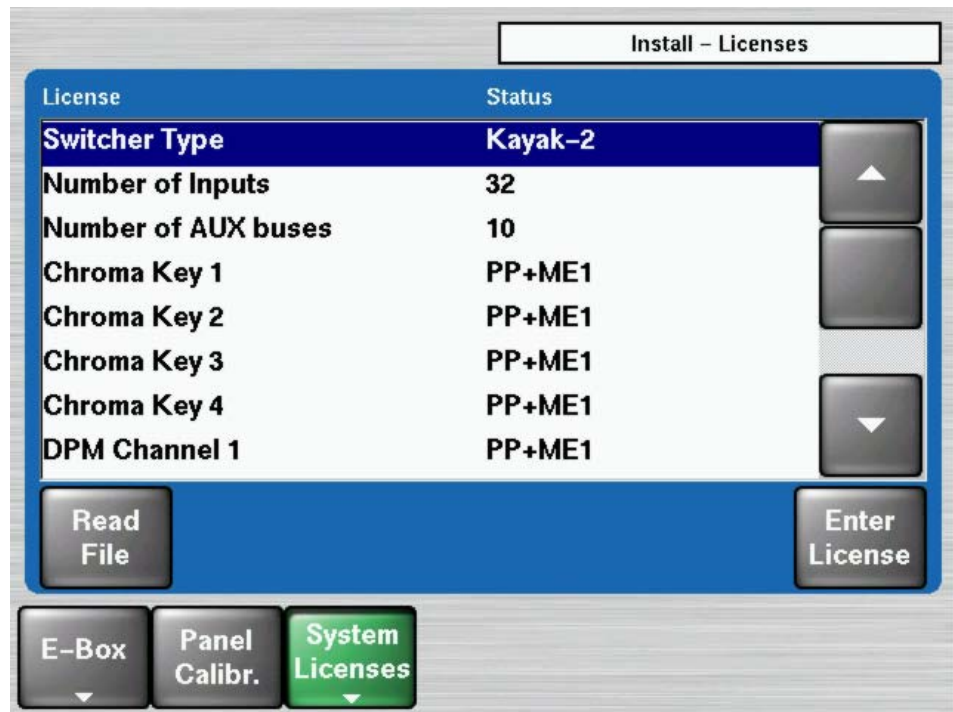 Install – Licenses
License Status
Switcher Type Kayak–2
Number of Inputs 32
Number of AUX buses 10
Chroma Key 1 PP+ME1
Chroma Key 2 PP+ME1
Chroma Key 3 PP+ME1
Chroma Key 4 PP+ME1
DPM Channel 1 PP+ME1
Read
File
Enter
License
E–Box
Panel
Calibr.
System
Licenses